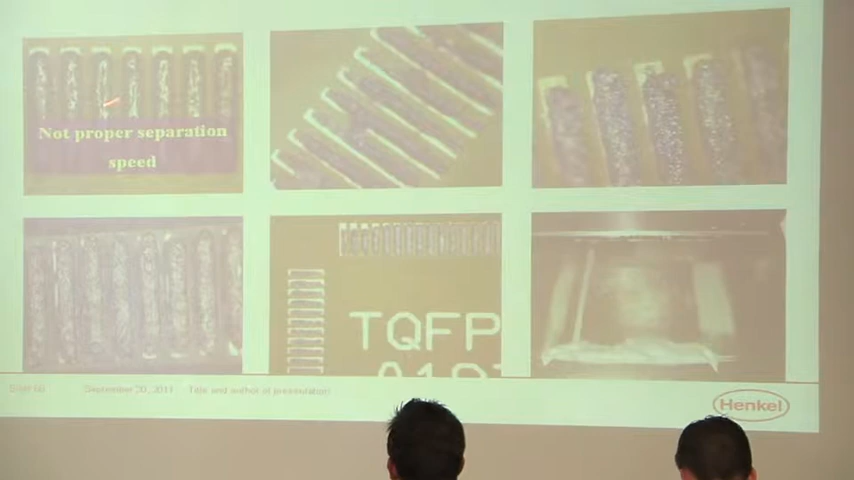 Not proper separation
speed
TQFP
September 20, 2011
Title and author of presentation
Henkel